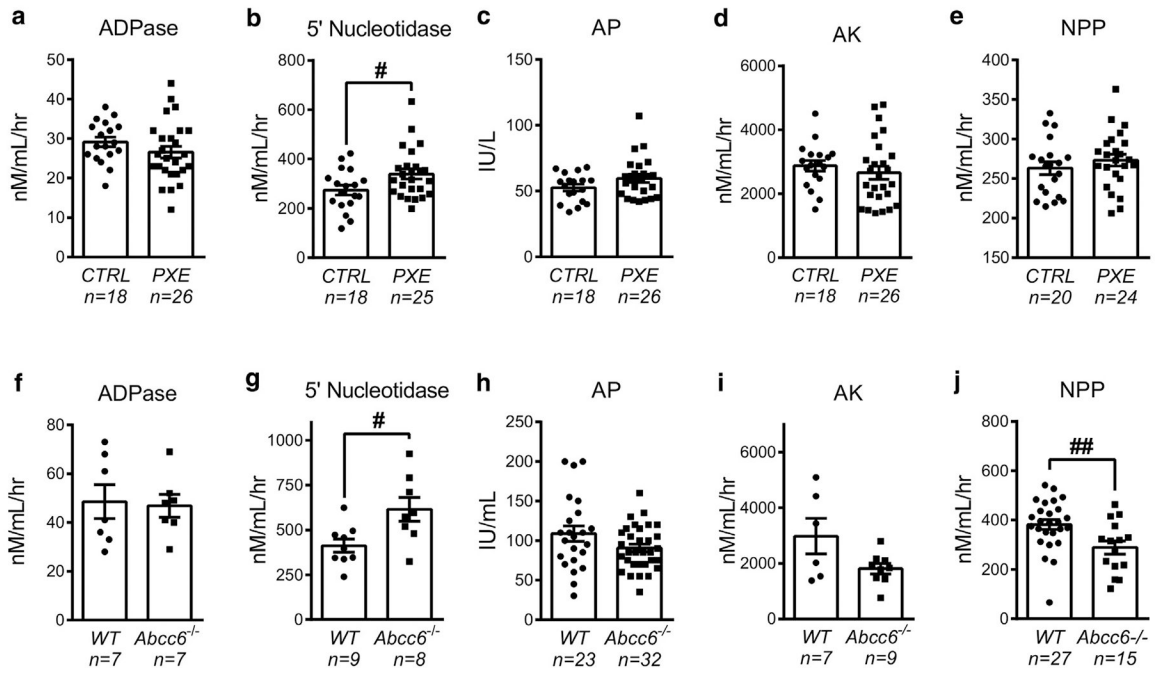 a ADPase
nM/mL/hr
50
40
30
20
10
0
CTRL PXE
n=18 n=26
b 5' Nucleotidase
nM/mL/hr
800
600
400
200
0
#
CTRL PXE
n=18 n=25
c AP
IU/L
150
100
50
0
CTRL PXE
n=18 n=26
d AK
nM/mL/hr
6000
4000
2000
0
CTRL PXE
n=18 n=26
e NPP
nM/mL/hr
400
350
300
250
200
150
CTRL PXE
n=20 n=24
f ADPase
nM/mL/hr
80
60
40
20
0
WT Abcc6-/-
n=7 n=7
g 5' Nucleotidase
nM/mL/hr
1000
750
500
250
0
#
WT Abcc6-/-
n=9 n=8
h AP
IU/mL
250
200
150
100
50
0
WT Abcc6-/-
n=23 n=32
i AK
nM/mL/hr
6000
4000
2000
0
WT Abcc6-/-
n=7 n=9
j NPP
nM/mL/hr
800
600
400
200
0
##
WT Abcc6-/-
n=27 n=15